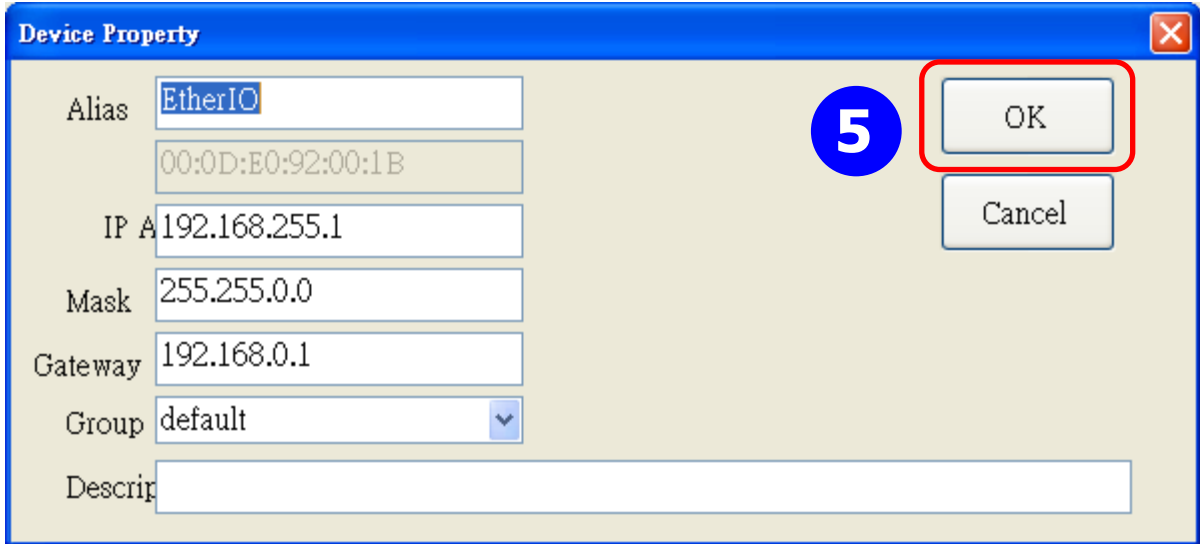 Device Property
Alias EtherIO
00:0D:E0:92:00:1B
IP A 192.168.255.1
Mask 255.255.0.0
Gateway 192.168.0.1
Group default
Descrip
5
OK
Cancel